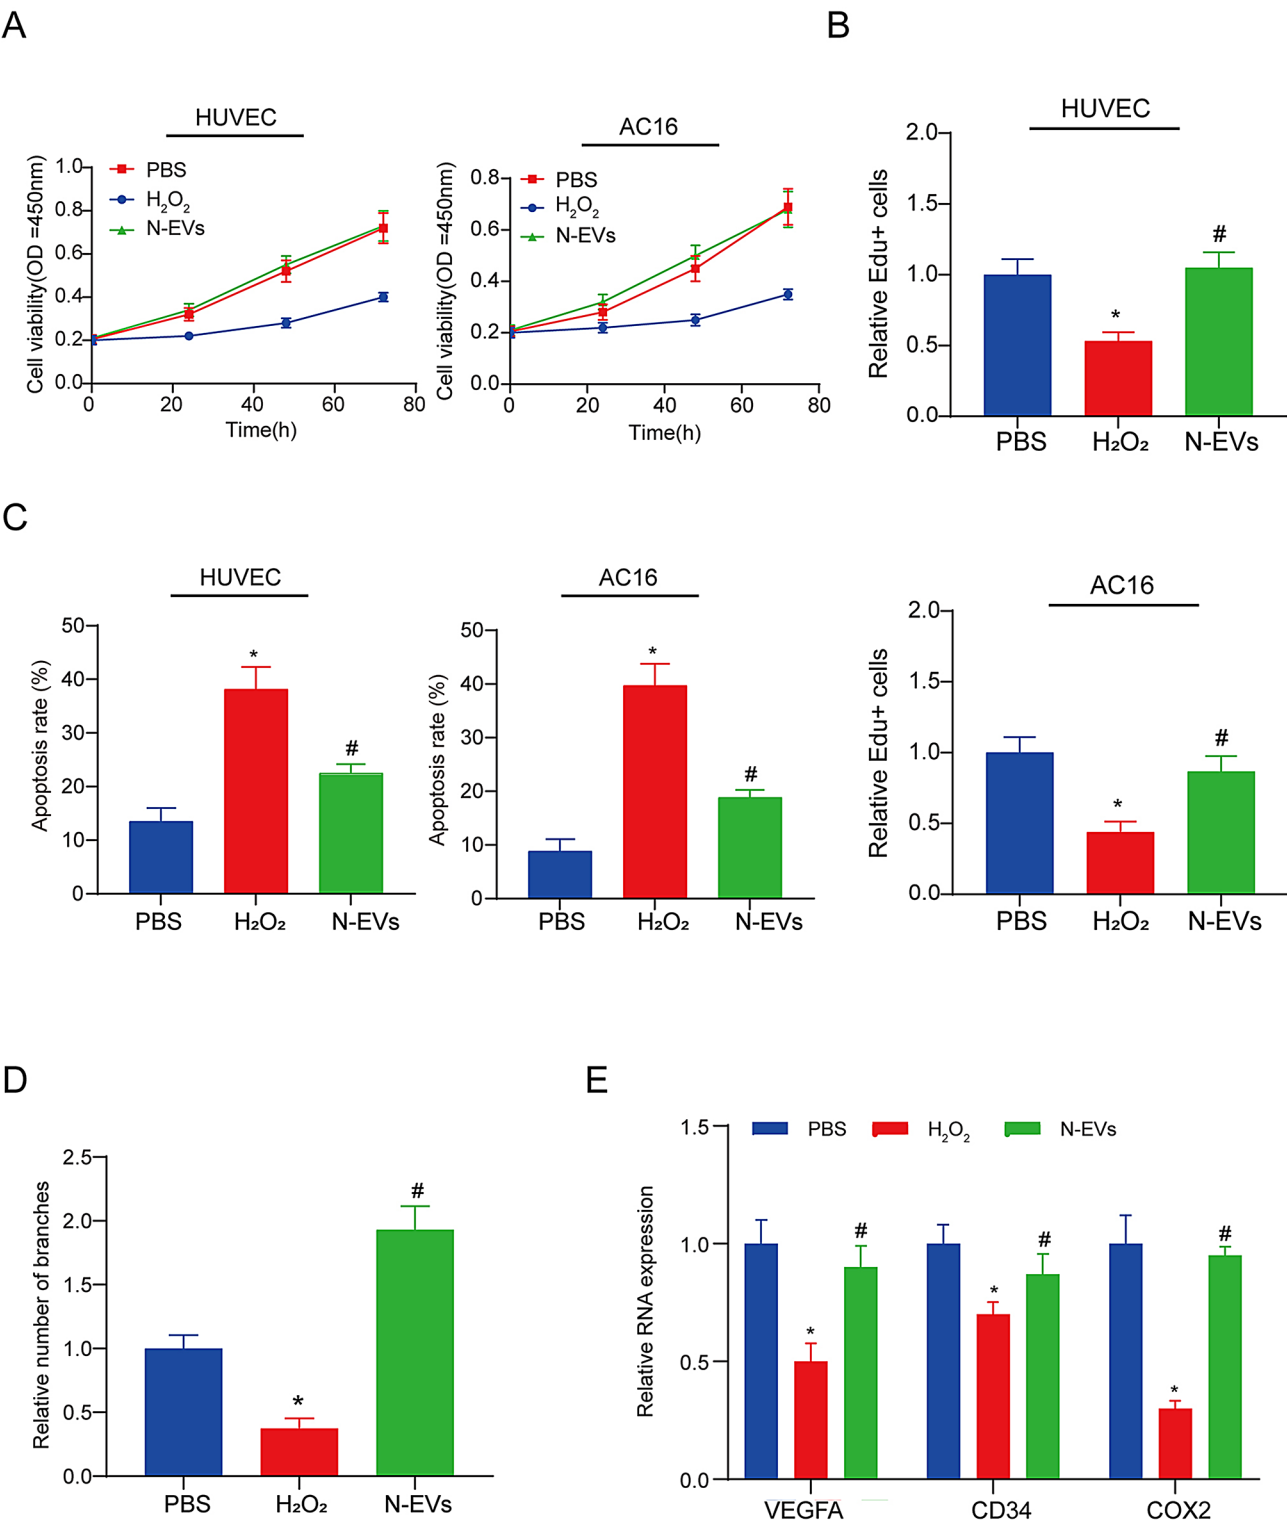 A
B
HUVEC
1.0
0.8
0.6
0.4
0.2
0.0
Cell viability(OD =450nm)
PBS
H₂O₂
N-EVs
0
20
40
60
80
Time(h)
AC16
0.8
0.6
0.4
0.2
0.0
Cell viability(OD =450nm)
PBS
H₂O₂
N-EVs
0
20
40
60
80
Time(h)
HUVEC
2.0
1.5
1.0
0.5
0.0
Relative Edu+ cells
*
#
PBS
H₂O₂
N-EVs
C
HUVEC
50
40
30
20
10
0
Apoptosis rate (%)
*
#
PBS
H₂O₂
N-EVs
AC16
50
40
30
20
10
0
Apoptosis rate (%)
*
#
PBS
H₂O₂
N-EVs
AC16
2.0
1.5
1.0
0.5
0.0
Relative Edu+ cells
*
#
PBS
H₂O₂
N-EVs
D
2.5
2.0
1.5
1.0
0.5
0.0
Relative number of branches
*
#
PBS
H₂O₂
N-EVs
E
PBS
H₂O₂
N-EVs
1.5
1.0
0.5
0.0
Relative RNA expression
*
#
*
#
*
#
VEGFA
CD34
COX2